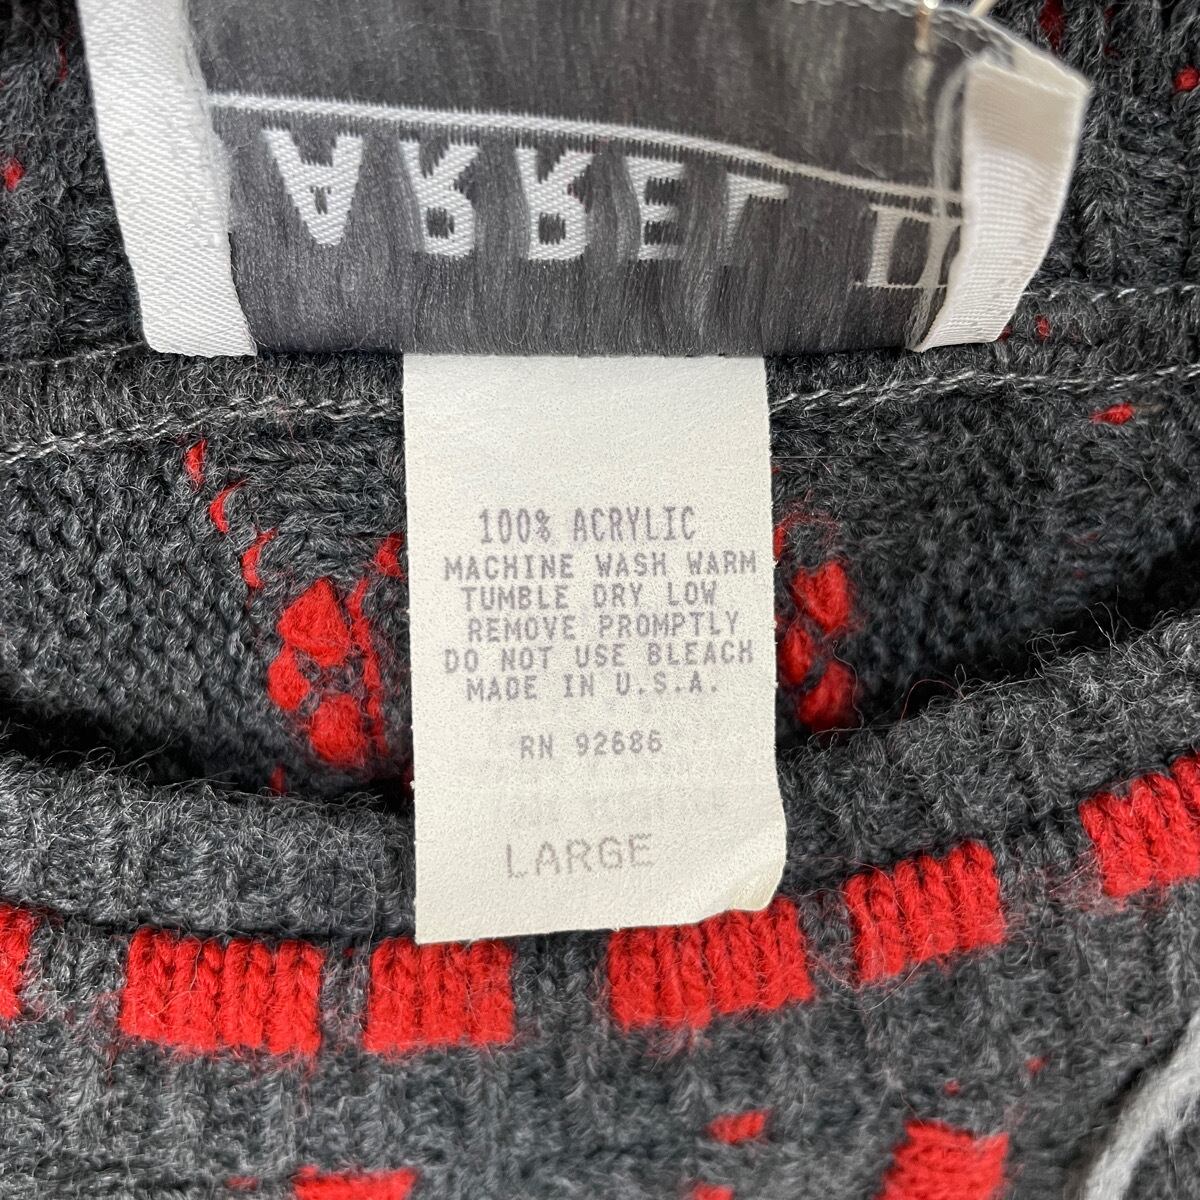 ARREL
100% ACRYLIC
MACHINE WASH WARM
TUMBLE DRY LOW
REMOVE PROMPTLY
DO NOT USE BLEACH
MADE IN U.S.A.
RN 92686
LARGE